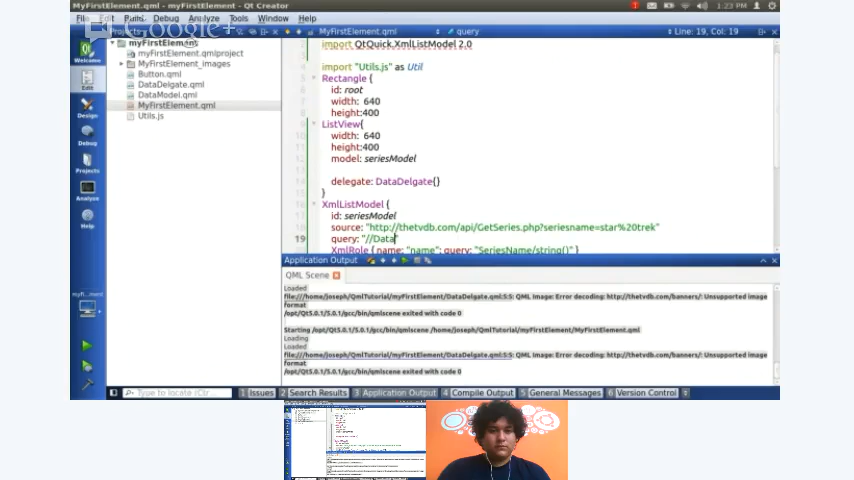 MyFirstElement.qml - myFirstElement - Qt Creator
1:23 PM
File Edit Build Debug Analyze Tools Window Help
Google+
Projects
MyFirstElement.qml
query
Line: 19, Col: 19
Welcome
Edit
Design
Debug
Projects
Analyze
Help
myFirstElement
myFirstElement.qmlproject
MyFirstElement_images
Button.qml
DataDelgate.qml
DataModel.qml
MyFirstElement.qml
Utils.js
import QtQuick.XmlListModel 2.0
import "Utils.js" as Util
Rectangle {
id: root
width: 640
height:400
ListView{
width: 640
height:400
model: seriesModel
delegate: DataDelgate{}
}
XmlListModel {
id: seriesModel
source: "http://thetvdb.com/api/GetSeries.php?seriesname=star%20trek"
19 query: "//Data"
XmlRole { name: "name"; query: "SeriesName/string()" }
Application Output
QML Scene
Loaded
file:///home/joseph/QmlTutorial/myFirstElement/DataDelgate.qml:5:5: QML Image: Error decoding: http://thetvdb.com/banners/: Unsupported image
format
/opt/Qt5.0.1/5.0.1/gcc/bin/qmlscene exited with code 0
Starting /opt/Qt5.0.1/5.0.1/gcc/bin/qmlscene /home/joseph/QmlTutorial/myFirstElement/MyFirstElement.qml
Loading
Loaded
file:///home/joseph/QmlTutorial/myFirstElement/DataDelgate.qml:5:5: QML Image: Error decoding: http://thetvdb.com/banners/: Unsupported image
format
/opt/Qt5.0.1/5.0.1/gcc/bin/qmlscene exited with code 0
Type to locate (Ctrl...
1 Issues 2 Search Results 3 Application Output 4 Compile Output 5 General Messages 6 Version Control